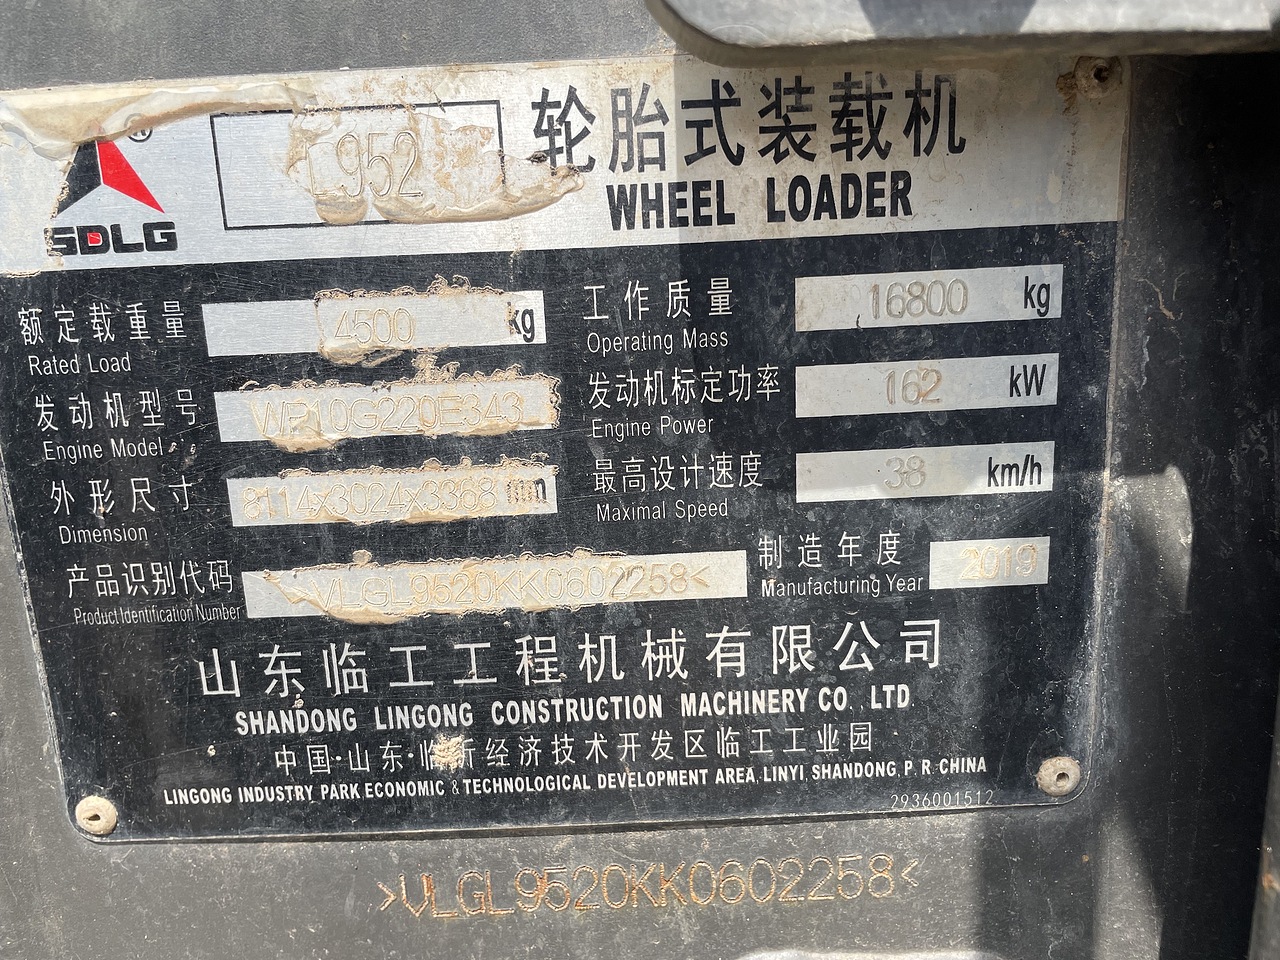 ®
SDLG
L952
轮胎式装载机
WHEEL LOADER
额定载重量 4500 kg
Rated Load
工作质量 16800 kg
Operating Mass
发动机型号 WP10G220E343
Engine Model
发动机标定功率 162 kW
Engine Power
外形尺寸 8114x3024x3368 mm
Dimension
最高设计速度 38 km/h
Maximal Speed
产品识别代码 >VLGL9520KK0602258<
Product Identification Number
制造年度 2019
Manufacturing Year
山东临工工程机械有限公司
SHANDONG LINGONG CONSTRUCTION MACHINERY CO . LTD
中国·山东·临沂经济技术开发区临工工业园
LINGONG INDUSTRY PARK ECONOMIC & TECHNOLOGICAL DEVELOPMENT AREA, LINYI SHANDONG, P. R. CHINA
2936001512
>VLGL9520KK0602258<